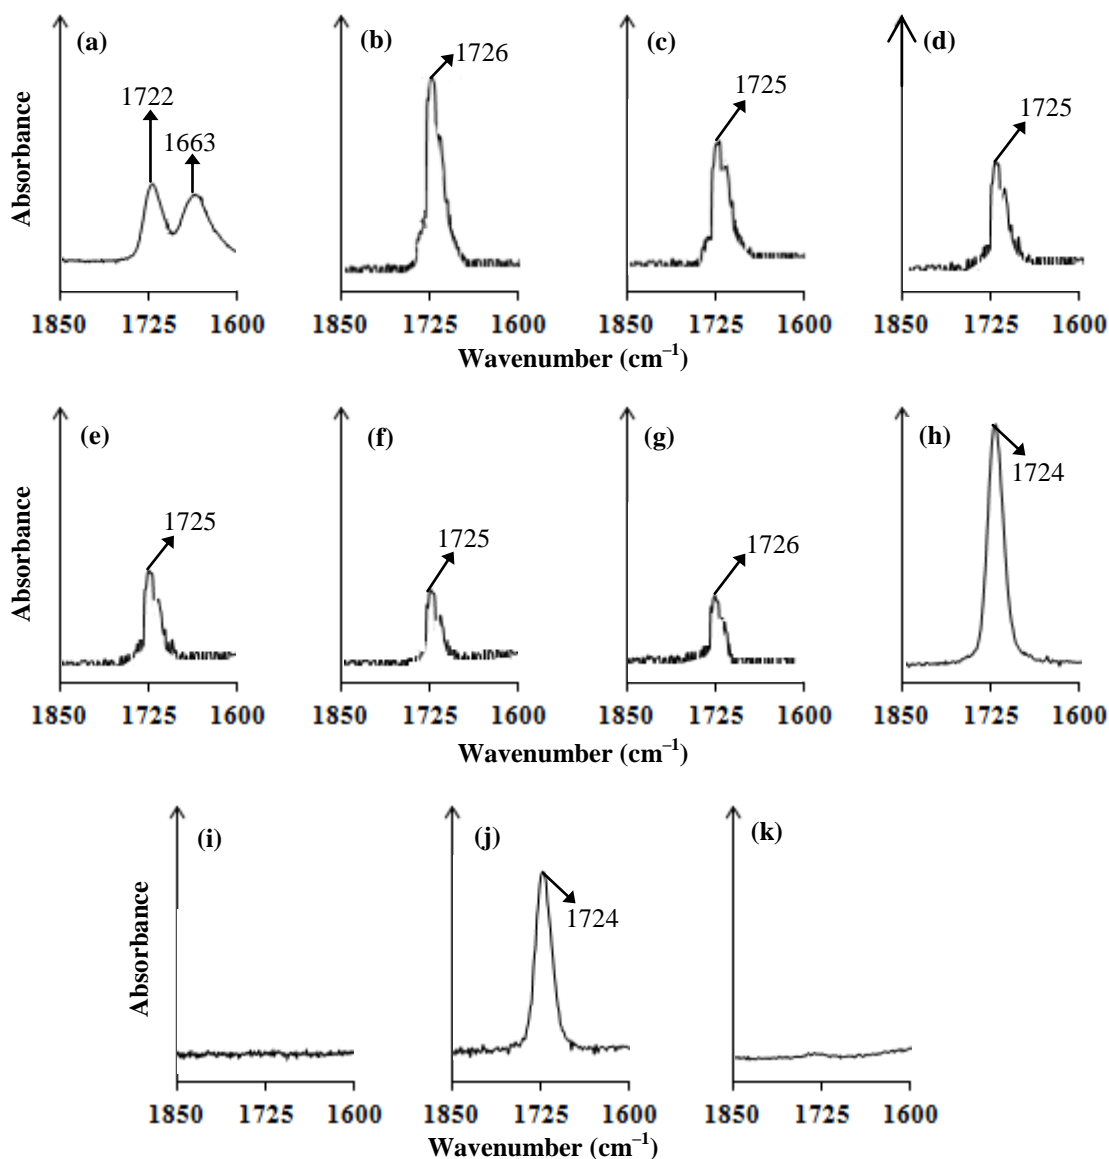 (a) (b) (c) (d)
1722 1663 1726 1725 1725
Absorbance
1850 1725 1600 1850 1725 1600 1850 1725 1600 1850 1725 1600
Wavenumber (cm–1)
(e) (f) (g) (h)
1725 1725 1726 1724
Absorbance
1850 1725 1600 1850 1725 1600 1850 1725 1600 1850 1725 1600
Wavenumber (cm–1)
(i) (j) (k)
1724
Absorbance
1850 1725 1600 1850 1725 1600 1850 1725 1600
Wavenumber (cm–1)